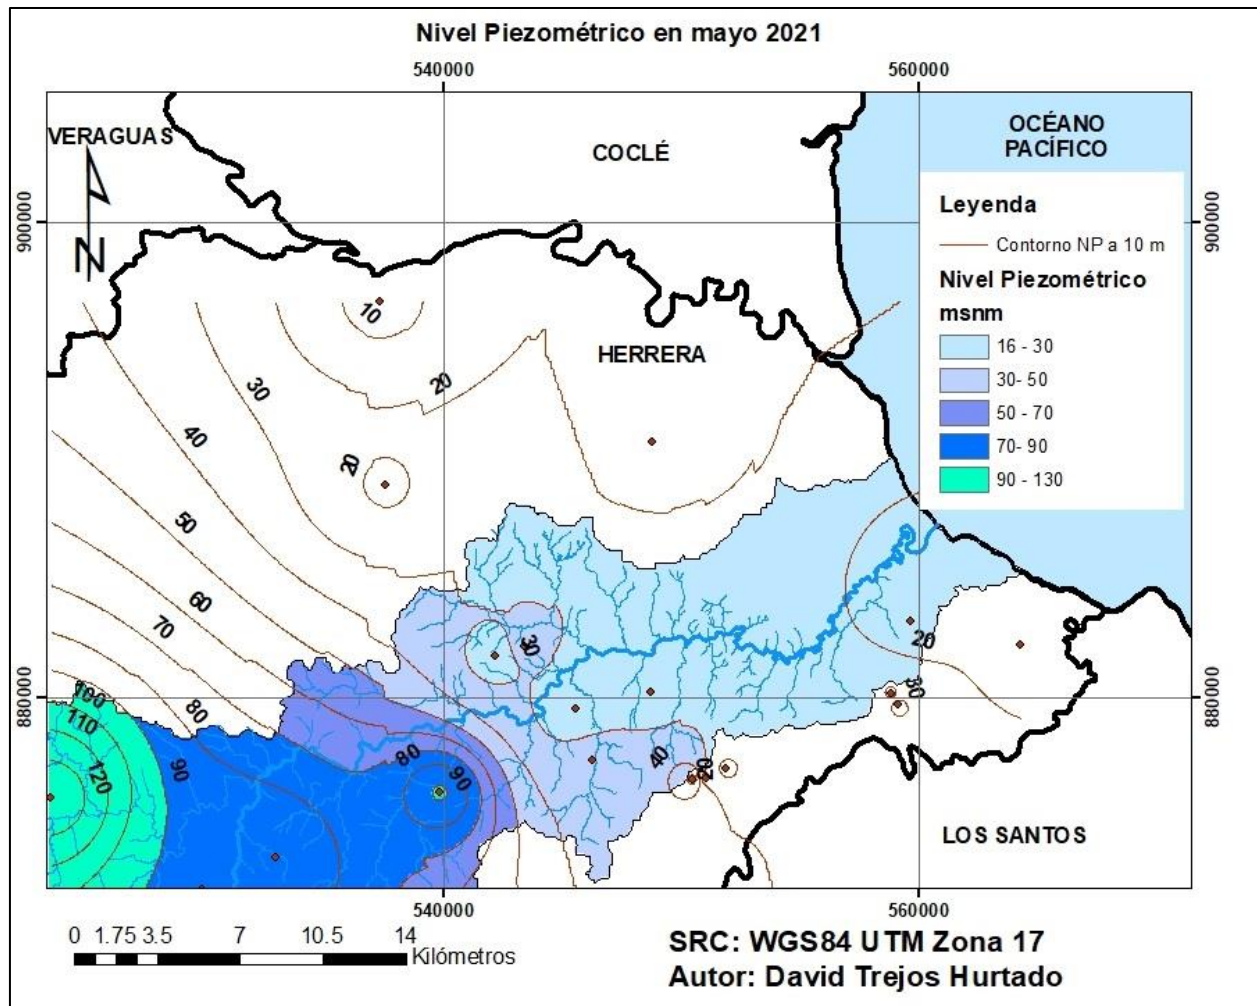 Nivel Piezométrico en mayo 2021
540000
560000
VERAGUAS
COCLÉ
OCÉANO
PACÍFICO
Leyenda
Contorno NP a 10 m
Nivel Piezométrico
msnm
16 - 30
30- 50
50 - 70
70- 90
90 - 130
900000
900000
N
HERRERA
10
20
30
40
20
50
60
70
80
30
20
30
880000
880000
100
110
120
90
80
90
40
20
LOS SANTOS
540000
560000
0 1.75 3.5 7 10.5 14
Kilómetros
SRC: WGS84 UTM Zona 17
Autor: David Trejos Hurtado